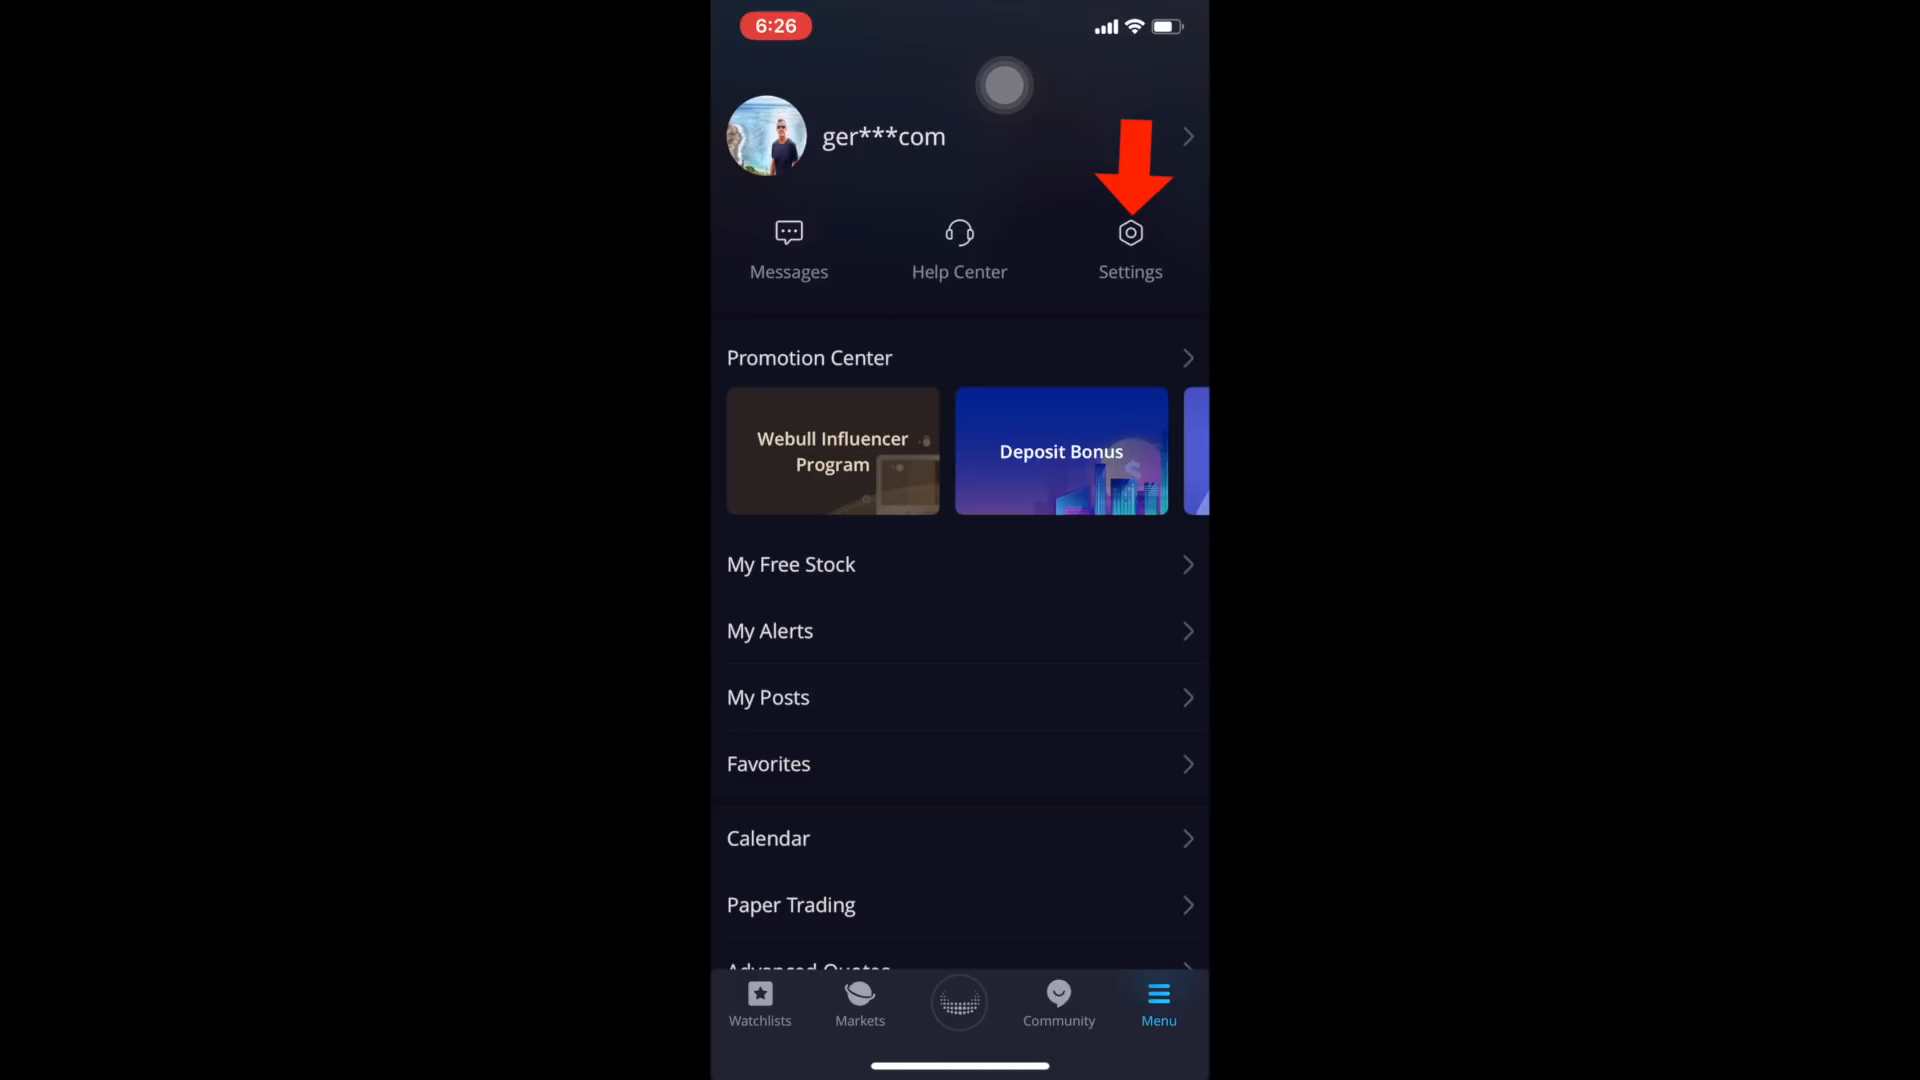 6:26
ger***com
Messages
Help Center
Settings
Promotion Center
Webull Influencer
Program
Deposit Bonus
My Free Stock
My Alerts
My Posts
Favorites
Calendar
Paper Trading
Advanced Quotes
Watchlists
Markets
Community
Menu